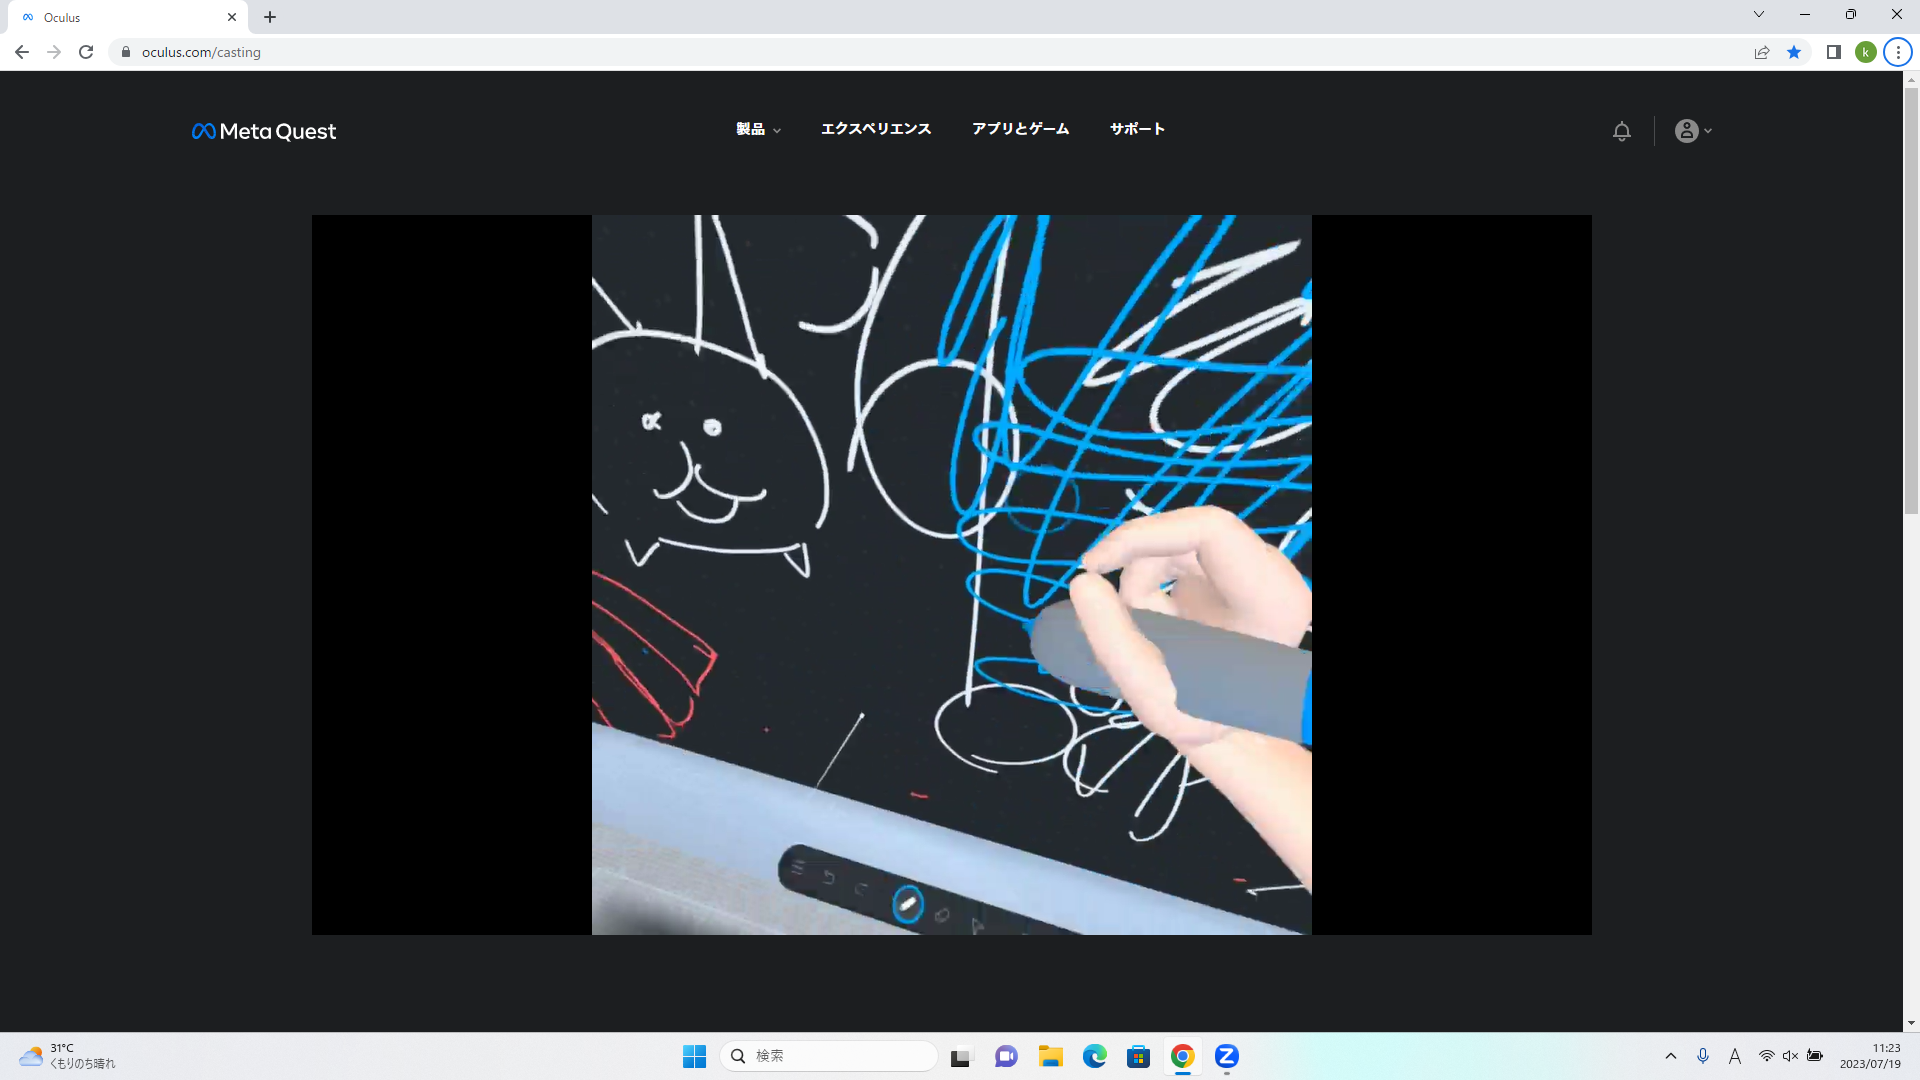 Oculus
oculus.com/casting
k
Meta Quest
製品
エクスペリエンス
アプリとゲーム
サポート
31°C
くもりのち晴れ
検索
A
11:23
2023/07/19